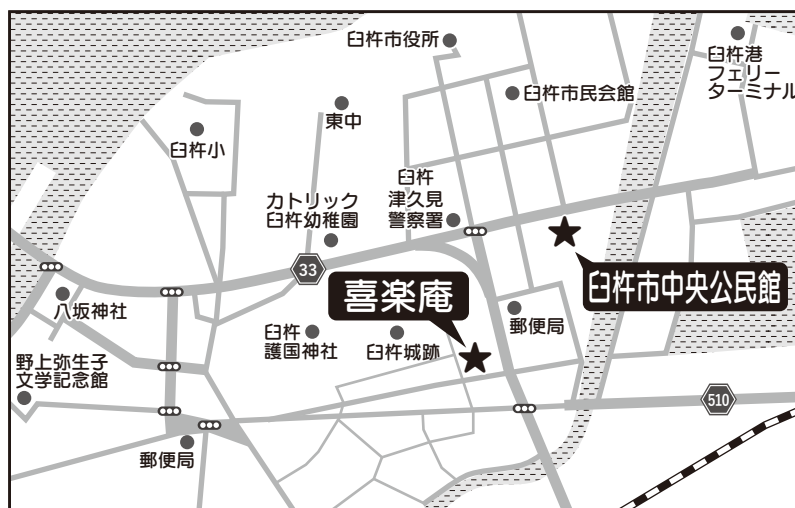 臼杵市役所
臼杵港
フェリー
ターミナル
臼杵市民会館
東中
臼杵小
臼杵
津久見
警察署
カトリック
臼杵幼稚園
33
喜楽庵
臼杵市中央公民館
八坂神社
臼杵
護国神社
臼杵城跡
郵便局
野上弥生子
文学記念館
510
郵便局